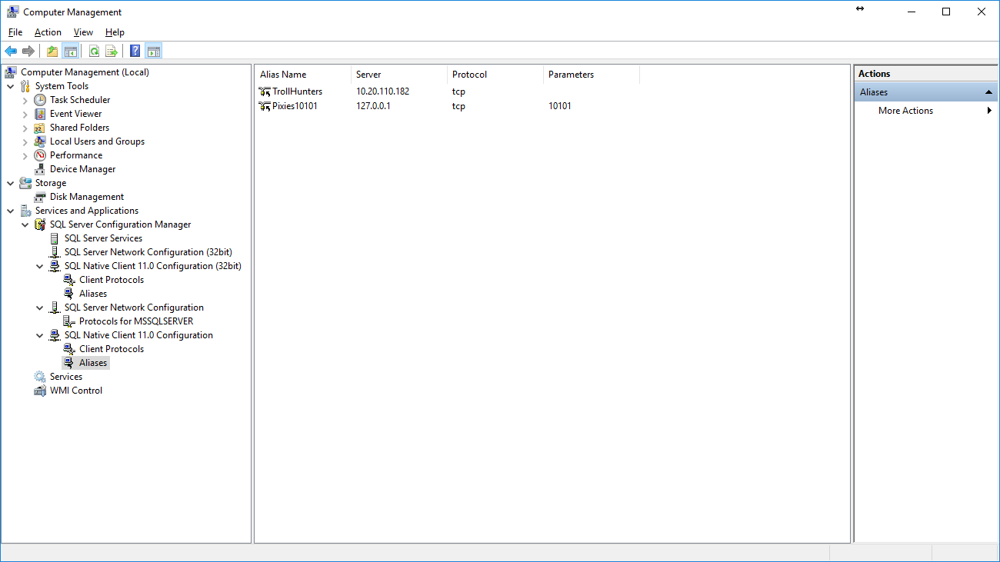 Computer Management
File Action View Help
Computer Management (Local)
System Tools
Task Scheduler
Event Viewer
Shared Folders
Local Users and Groups
Performance
Device Manager
Storage
Disk Management
Services and Applications
SQL Server Configuration Manager
SQL Server Services
SQL Server Network Configuration (32bit)
SQL Native Client 11.0 Configuration (32bit)
Client Protocols
Aliases
SQL Server Network Configuration
Protocols for MSSQLSERVER
SQL Native Client 11.0 Configuration
Client Protocols
Aliases
Services
WMI Control
Alias Name Server Protocol Parameters
TrollHunters 10.20.110.182 tcp
Pixies10101 127.0.0.1 tcp 10101
Actions
Aliases
More Actions